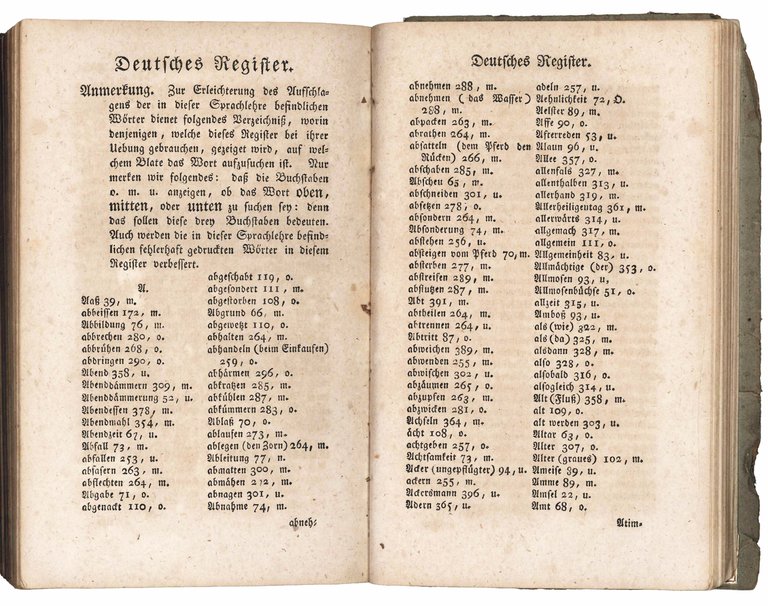 Deutsches Register.
Anmerkung. Zur Erleichterung des Aufschla-
gens der in dieser Sprachlehre befindlichen
Wörter dienet folgendes Verzeichniß, worin
denjenigen, welche dieses Register bei ihrer
Uebung gebrauchen, gezeiget wird, auf wel-
chem Blate das Wort aufzusuchen ist. Nur
merken wir folgendes: daß die Buchstaben
o. m. u. anzeigen, ob das Wort oben,
mitten, oder unten zu suchen sey: denn
das sollen diese drey Buchstaben bedeuten.
Auch werden die in dieser Sprachlehre befind-
lichen fehlerhaft gedruckten Wörter in diesem
Register verbessert.
A.
Aaß 39, m.
abbeissen 172, m.
Abbildung 76, m.
abbrechen 280, o.
abbrühen 268, o.
abdringen 290, o.
Abend 358, u.
Abenddämmern 309, m.
Abenddämmerung 52, u.
Abendessen 378, m.
Abendmahl 354, m.
Abendzeit 67, u.
Abfall 73, m.
abfallen 253, u.
abfasern 263, m.
abflechten 264, m.
Abgabe 71, o.
abgenackt 110, o.
abgeschabt 119, o.
abgesondert 111, m.
abgestorben 108, o.
Abgrund 66, m.
abgewetzt 110, o.
abhalten 264, m.
abhandeln (beim Einkaufen)
259, o.
abhärmen 296, o.
abkratzen 285, m.
abkühlen 287, m.
abkümmern 283, o.
Ablaß 70, o.
ablaufen 273, m.
ablegen (den Zorn) 264, m.
Ableitung 77, n.
abmatten 300, m.
abmähen 272, o.
abnagen 301, u.
Abnahme 74, m.
abneh-
Deutsches Register.
abnehmen 288, m.
abnehmen (das Wasser)
288, m.
abpacken 263, m.
abrathen 264, m.
absatteln (dem Pferd den
Rücken) 266, m.
abschaben 285, m.
Abscheu 65, m.
abschneiden 301, u.
absetzen 278, o.
absondern 264, m.
Absonderung 74, m.
abstehen 256, u.
absteigen vom Pferd 70, m.
absterben 277, m.
abstreifen 289, m.
abstutzen 287, m.
Abt 391, m.
abtheilen 264, m.
abtrennen 264, u.
Abtritt 87, o.
abweichen 389, m.
abwenden 255, m.
abwischen 302, u.
abzäumen 265, o.
abzupfen 263, m.
abzwicken 281, o.
Achseln 364, m.
ächt 108, o.
achtgeben 257, o.
Achtsamkeit 73, m.
Acker (ungepflügter) 94, u.
ackern 255, m.
Ackersmann 396, u.
Adern 365, u.
adeln 257, u.
Aehnlichkeit 72, O.
Aelster 89, m.
Affe 90, o.
Afterreden 53, u.
Alaun 96, u.
Allee 357, o.
allenfals 327, m.
allenthalben 313, u.
allerhand 319, m.
Allerheiligentag 361, m.
allerwärts 314, u.
allgemach 317, m.
allgemein 111, o.
Allgemeinheit 83, u.
Allmächtige (der) 353, o.
Allmosen 93, u,
Allmosenbüchse 51, o.
allzeit 315, u.
Amboß 93, u.
als (wie) 322, m.
als (da) 325, m.
alsdann 328, m.
also 328, o.
alsobald 316, o.
alsogleich 314, u.
Alt (Fluß) 358, m.
alt 109, o.
alt werden 303, u.
Altar 63, o.
Alter 307, o.
Alter (graues) 102, m.
Ameise 89, u.
Amme 89, m.
Amsel 22, u.
Amt 68, o.
Atim-